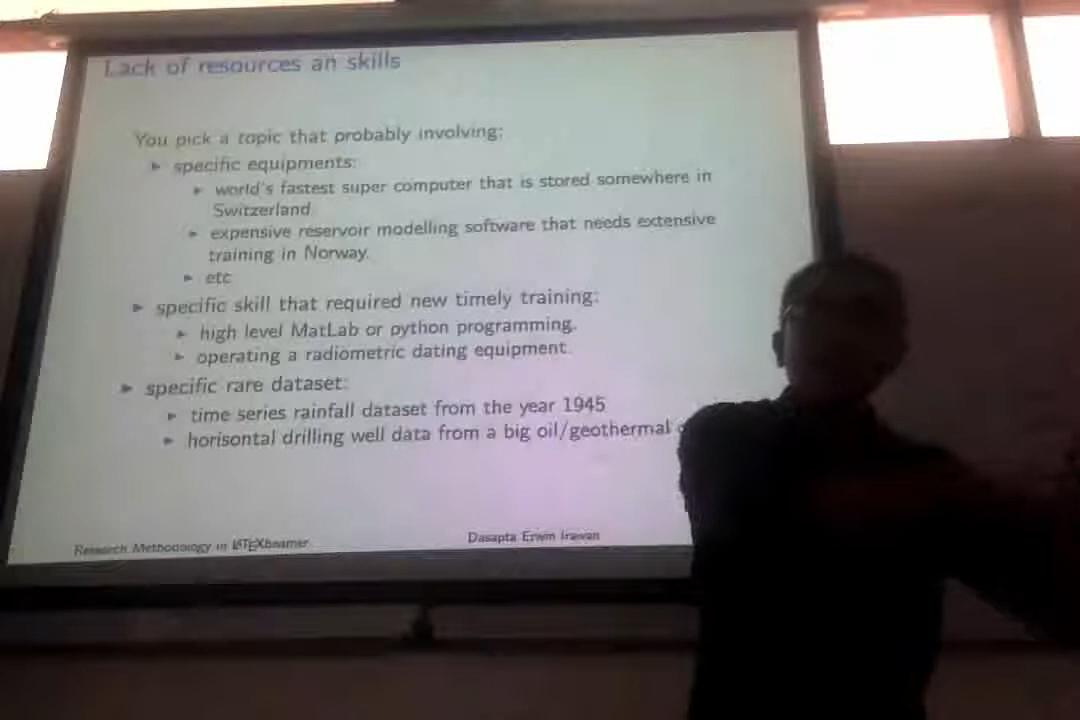 Lack of resources an skills
You pick a topic that probably involving:
► specific equipments:
► world's fastest super computer that is stored somewhere in
Switzerland.
► expensive reservoir modelling software that needs extensive
training in Norway.
► etc
► specific skill that required new timely training:
► high level MatLab or python programming.
► operating a radiometric dating equipment.
► specific rare dataset:
► time series rainfall dataset from the year 1945
► horisontal drilling well data from a big oil/geothermal
Research Methodology in LATEXbeamer
Dasapta Erwin Irawan